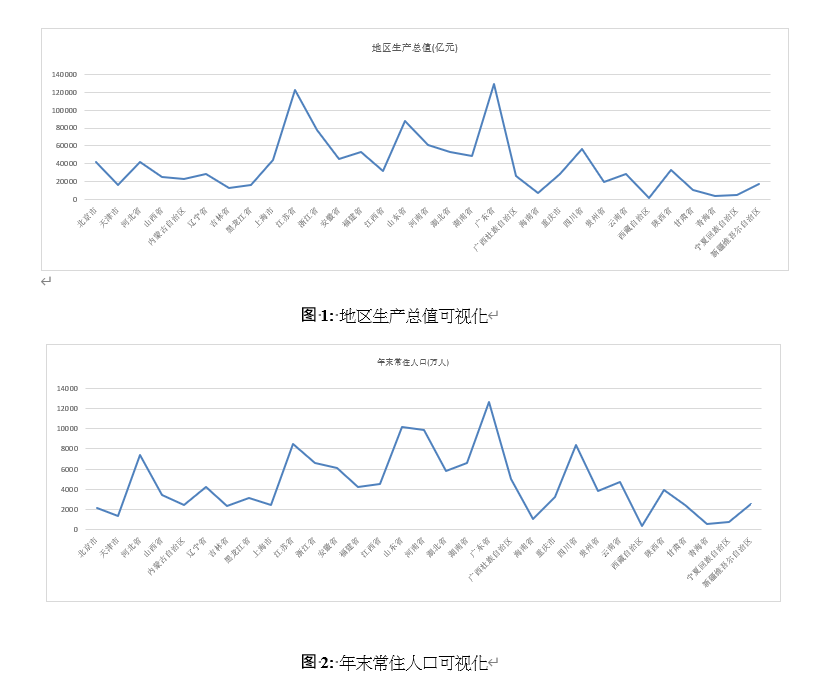 地区生产总值(亿元)
140000
120000
100000
80000
60000
40000
20000
0
北京市
天津市
河北省
山西省
内蒙古自治区
辽宁省
吉林省
黑龙江省
上海市
江苏省
浙江省
安徽省
福建省
江西省
山东省
河南省
湖北省
湖南省
广东省
广西壮族自治区
海南省
重庆市
四川省
贵州省
云南省
西藏自治区
陕西省
甘肃省
青海省
宁夏回族自治区
新疆维吾尔自治区
图·1:·地区生产总值可视化
年末常住人口(万人)
14000
12000
10000
8000
6000
4000
2000
0
北京市
天津市
河北省
山西省
内蒙古自治区
辽宁省
吉林省
黑龙江省
上海市
江苏省
浙江省
安徽省
福建省
江西省
山东省
河南省
湖北省
湖南省
广东省
广西壮族自治区
海南省
重庆市
四川省
贵州省
云南省
西藏自治区
陕西省
甘肃省
青海省
宁夏回族自治区
新疆维吾尔自治区
图·2:·年末常住人口可视化